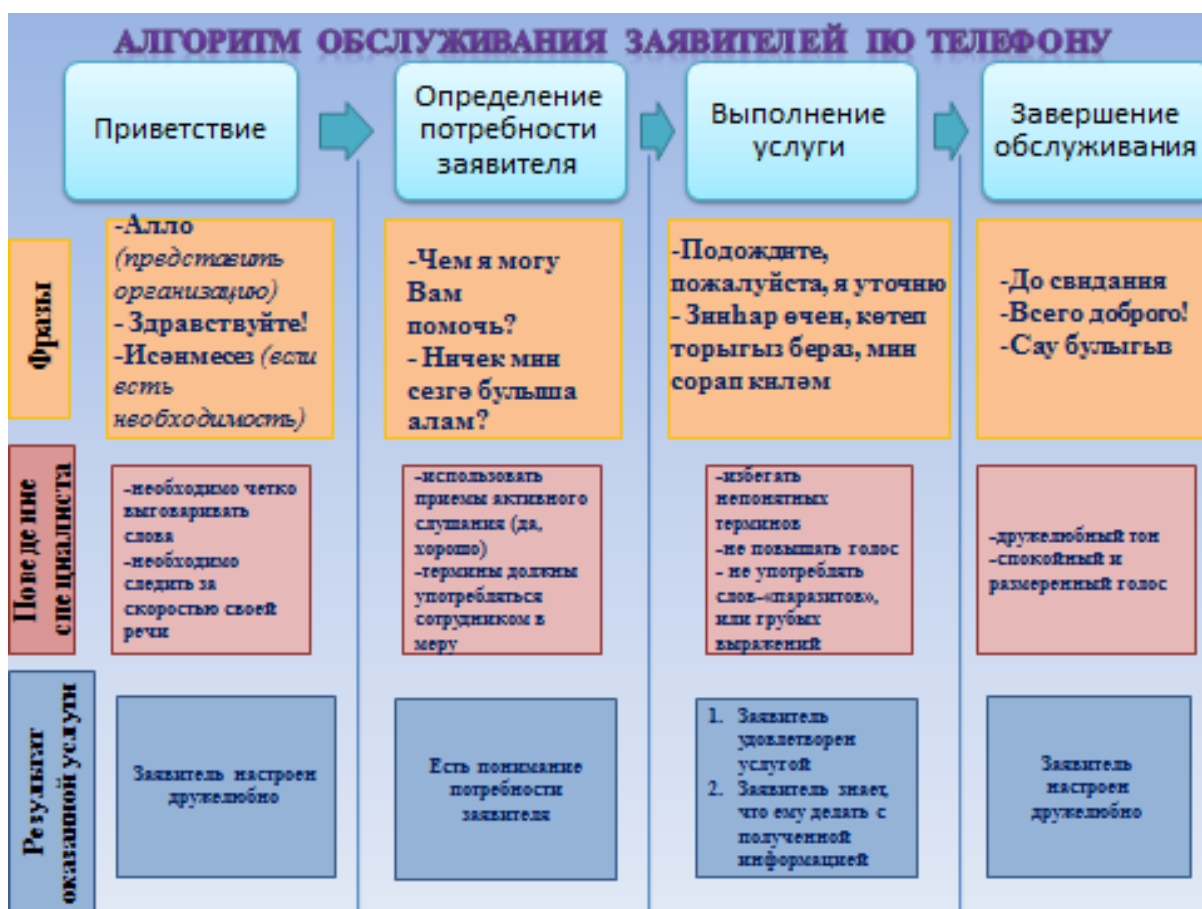 АЛГОРИТМ ОБСЛУЖИВАНИЯ ЗАЯВИТЕЛЕЙ ПО ТЕЛЕФОНУ
Приветствие
Определение
потребности
заявителя
Выполнение
услуги
Завершение
обслуживания
Фразы
-Алло
(представить
организацию)
- Здравствуйте!
-Исәнмесез (если
есть
необходимость)
-Чем я могу
Вам
помочь?
- Ничек мин
сезгә булыша
алам?
-Подождите,
пожалуйста, я уточню
- Зинһар өчен, көтеп
торыгыз бераз, мин
сорап киләм
-До свидания
-Всего доброго!
-Сау булыгыз
Поведение
специалиста
-необходимо четко
выговаривать
слова
-необходимо
следить за
скоростью своей
речи
-использовать
приемы активного
слушания (да,
хорошо)
-термины должны
употребляться
сотрудником в
меру
-избегать
непонятных
терминов
-не повышать голос
- не употреблять
слов-«паразитов»,
или грубых
выражений
-дружелюбный тон
-спокойный и
размеренный голос
Результат
оказанной услуги
Заявитель настроен
дружелюбно
Есть понимание
потребности
заявителя
1. Заявитель
удовлетворен
услугой
2. Заявитель знает,
что ему делать с
полученной
информацией
Заявитель
настроен
дружелюбно